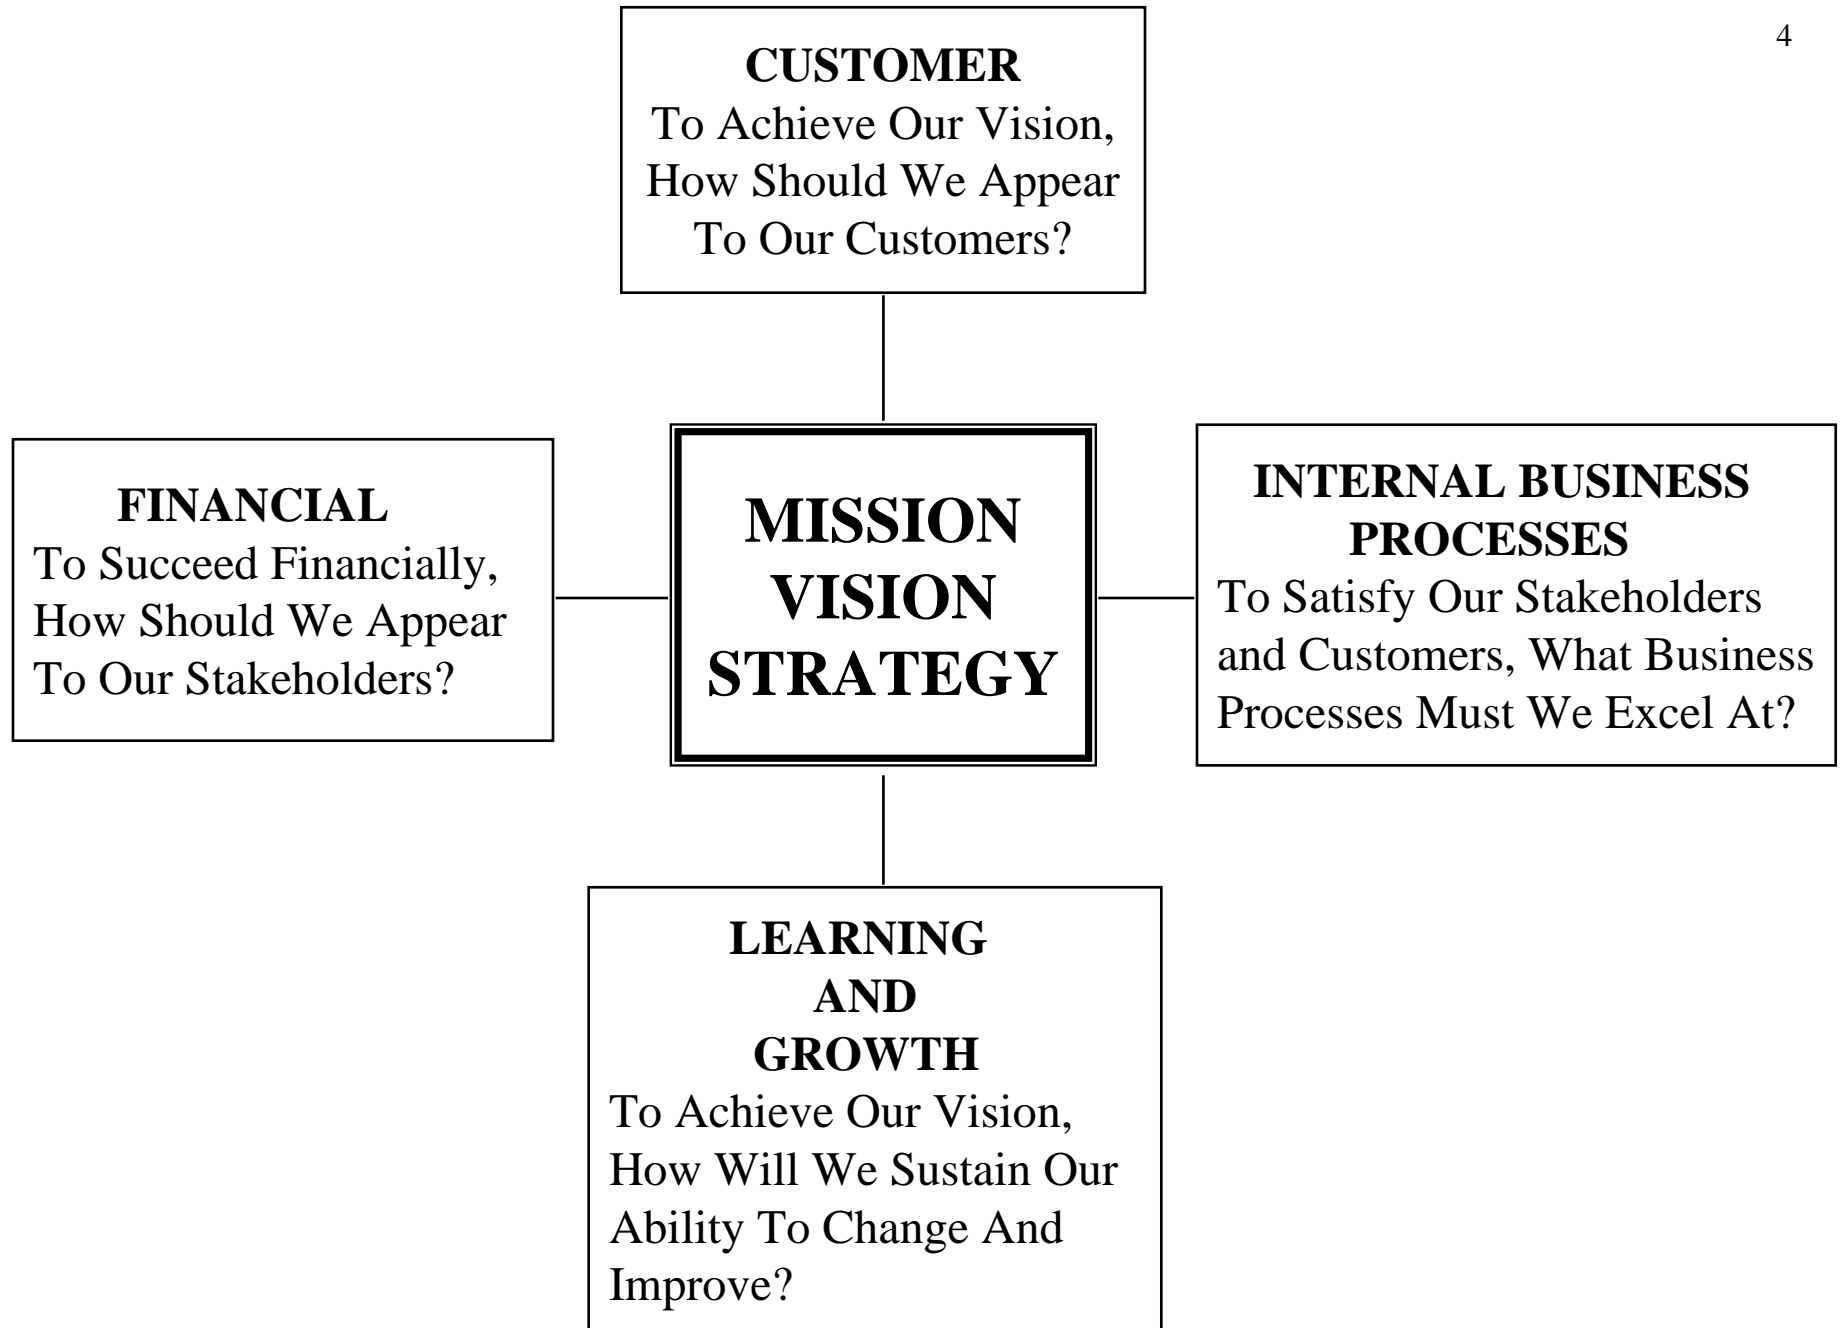 4
CUSTOMER
To Achieve Our Vision,
How Should We Appear
To Our Customers?
FINANCIAL
To Succeed Financially,
How Should We Appear
To Our Stakeholders?
MISSION
VISION
STRATEGY
INTERNAL BUSINESS
PROCESSES
To Satisfy Our Stakeholders
and Customers, What Business
Processes Must We Excel At?
LEARNING
AND
GROWTH
To Achieve Our Vision,
How Will We Sustain Our
Ability To Change And
Improve?